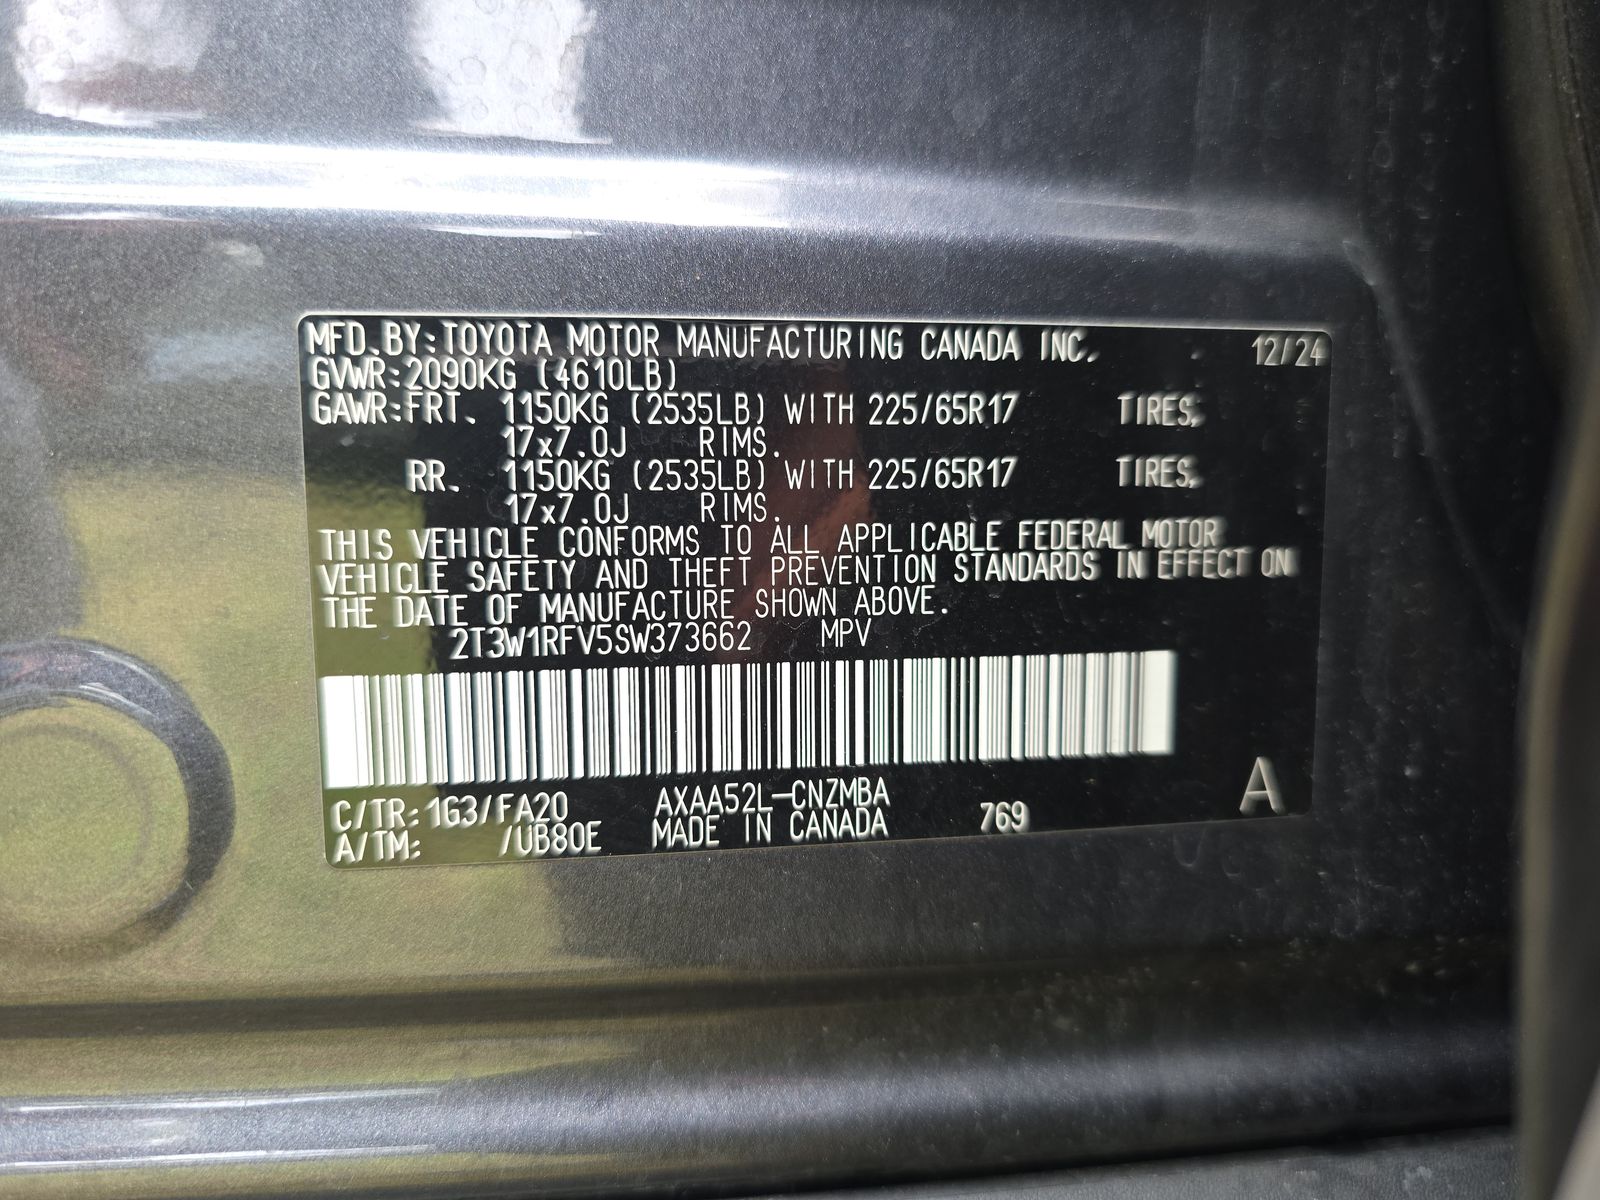 MFD.BY:TOYOTA MOTOR MANUFACTURING CANADA INC. 12/24
GVWR:2090KG (4610LB)
GAWR:FRT. 1150KG (2535LB) WITH 225/65R17 TIRES,
17x7.0J RIMS.
RR. 1150KG (2535LB) WITH 225/65R17 TIRES,
17x7.0J RIMS.
THIS VEHICLE CONFORMS TO ALL APPLICABLE FEDERAL MOTOR
VEHICLE SAFETY AND THEFT PREVENTION STANDARDS IN EFFECT ON
THE DATE OF MANUFACTURE SHOWN ABOVE.
2T3W1RFV5SW373662 MPV
C/TR:1G3/FA20 AXAA52L-CNZMBA 769 A
A/TM: /UB80E MADE IN CANADA